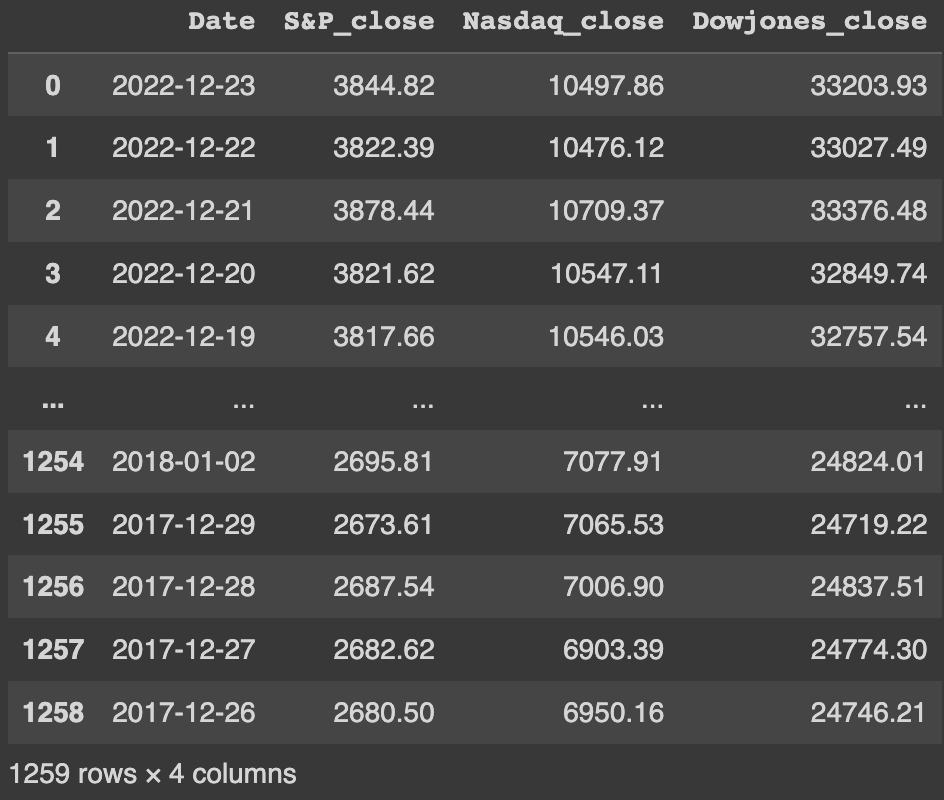 Date S&P_close Nasdaq_close Dowjones_close
0 2022-12-23 3844.82 10497.86 33203.93
1 2022-12-22 3822.39 10476.12 33027.49
2 2022-12-21 3878.44 10709.37 33376.48
3 2022-12-20 3821.62 10547.11 32849.74
4 2022-12-19 3817.66 10546.03 32757.54
... ... ... ... ...
1254 2018-01-02 2695.81 7077.91 24824.01
1255 2017-12-29 2673.61 7065.53 24719.22
1256 2017-12-28 2687.54 7006.90 24837.51
1257 2017-12-27 2682.62 6903.39 24774.30
1258 2017-12-26 2680.50 6950.16 24746.21
1259 rows × 4 columns